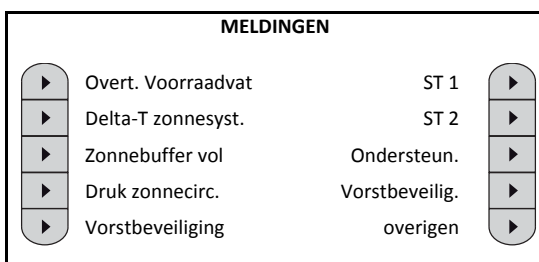 MELDINGEN
Overt. Voorraadvat ST 1
Delta-T zonnesyst. ST 2
Zonnebuffer vol Ondersteun.
Druk zonnecirc. Vorstbeveilig.
Vorstbeveiliging overigen